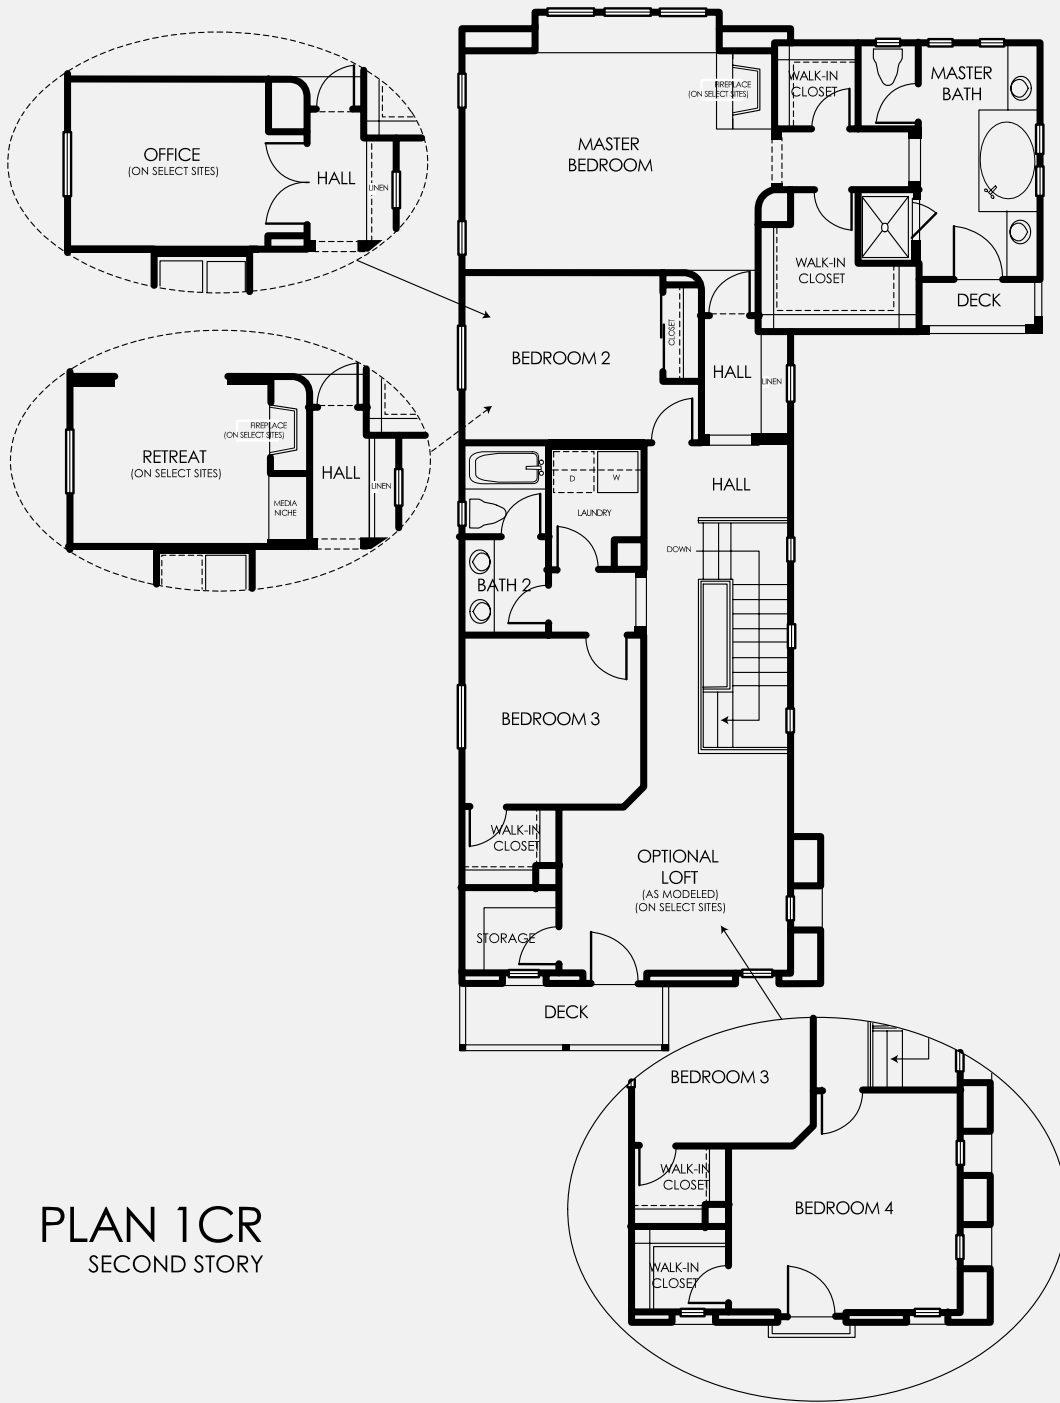 FIREPLACE
(ON SELECT SITES)
WALK-IN
CLOSET
MASTER
BATH
MASTER
BEDROOM
OFFICE
(ON SELECT SITES)
HALL
LINEN
WALK-IN
CLOSET
DECK
CLOSET
BEDROOM 2
HALL
LINEN
FIREPLACE
(ON SELECT SITES)
RETREAT
(ON SELECT SITES)
HALL
LINEN
MEDIA
NICHE
D
W
LAUNDRY
HALL
DOWN
BATH 2
BEDROOM 3
WALK-IN
CLOSET
OPTIONAL
LOFT
(AS MODELED)
(ON SELECT SITES)
STORAGE
DECK
BEDROOM 3
WALK-IN
CLOSET
BEDROOM 4
WALK-IN
CLOSET
PLAN 1CR
SECOND STORY